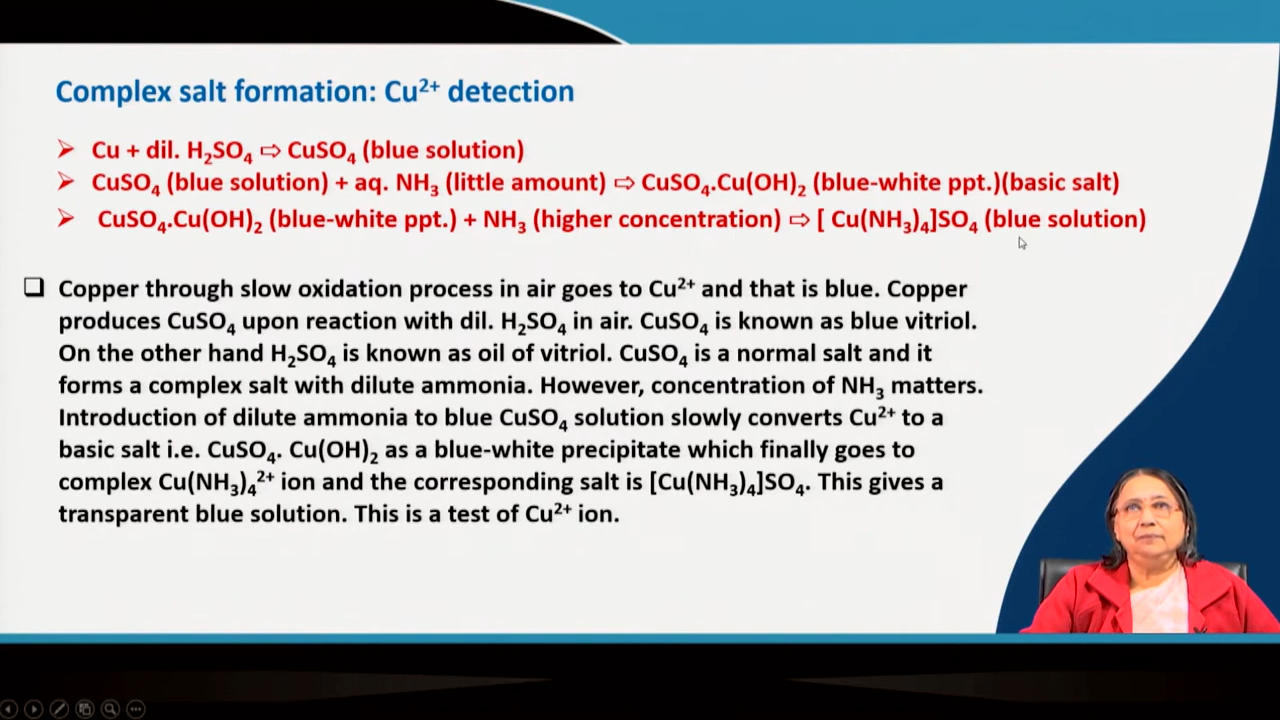 Complex salt formation: Cu²⁺ detection
➢ Cu + dil. H₂SO₄ ⇨ CuSO₄ (blue solution)
➢ CuSO₄ (blue solution) + aq. NH₃ (little amount) ⇨ CuSO₄.Cu(OH)₂ (blue-white ppt.)(basic salt)
➢ CuSO₄.Cu(OH)₂ (blue-white ppt.) + NH₃ (higher concentration) ⇨ [ Cu(NH₃)₄]SO₄ (blue solution)
❑ Copper through slow oxidation process in air goes to Cu²⁺ and that is blue. Copper
produces CuSO₄ upon reaction with dil. H₂SO₄ in air. CuSO₄ is known as blue vitriol.
On the other hand H₂SO₄ is known as oil of vitriol. CuSO₄ is a normal salt and it
forms a complex salt with dilute ammonia. However, concentration of NH₃ matters.
Introduction of dilute ammonia to blue CuSO₄ solution slowly converts Cu²⁺ to a
basic salt i.e. CuSO₄. Cu(OH)₂ as a blue-white precipitate which finally goes to
complex Cu(NH₃)₄²⁺ ion and the corresponding salt is [Cu(NH₃)₄]SO₄. This gives a
transparent blue solution. This is a test of Cu²⁺ ion.